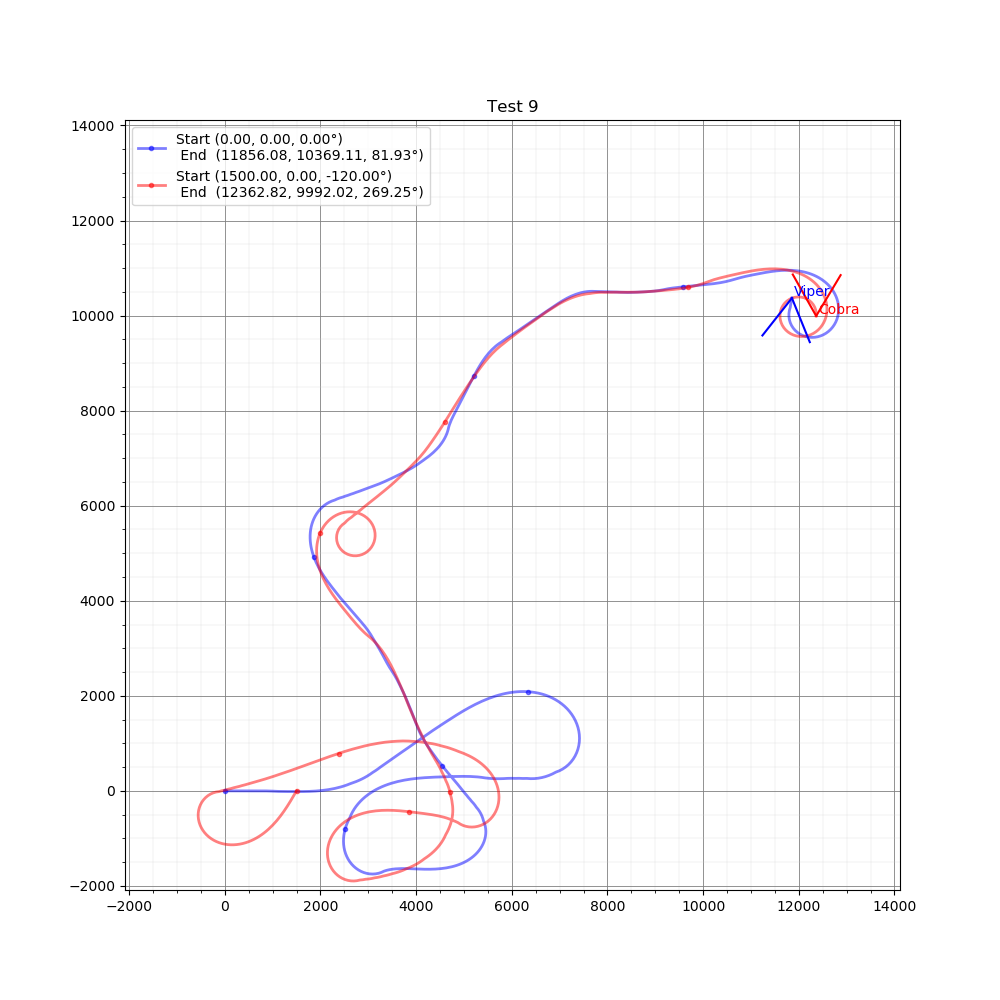 Test 9
Start (0.00, 0.00, 0.00°)
End  (11856.08, 10369.11, 81.93°)
Start (1500.00, 0.00, -120.00°)
End  (12362.82, 9992.02, 269.25°)
14000
12000
10000
8000
6000
4000
2000
0
−2000
Viper
Cobra
−2000 0 2000 4000 6000 8000 10000 12000 14000